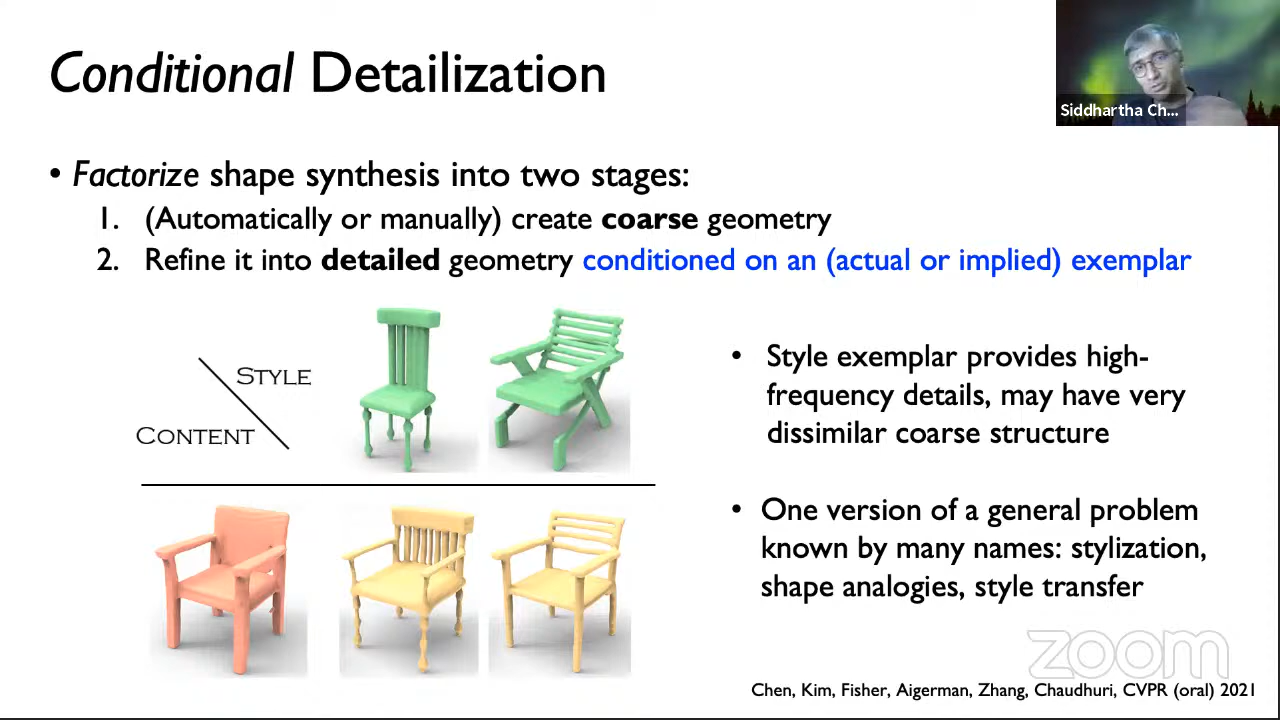 Conditional Detailization
Siddhartha Ch...
• Factorize shape synthesis into two stages:
1. (Automatically or manually) create coarse geometry
2. Refine it into detailed geometry conditioned on an (actual or implied) exemplar
STYLE
CONTENT
• Style exemplar provides high-
frequency details, may have very
dissimilar coarse structure
• One version of a general problem
known by many names: stylization,
shape analogies, style transfer
zoom
Chen, Kim, Fisher, Aigerman, Zhang, Chaudhuri, CVPR (oral) 2021